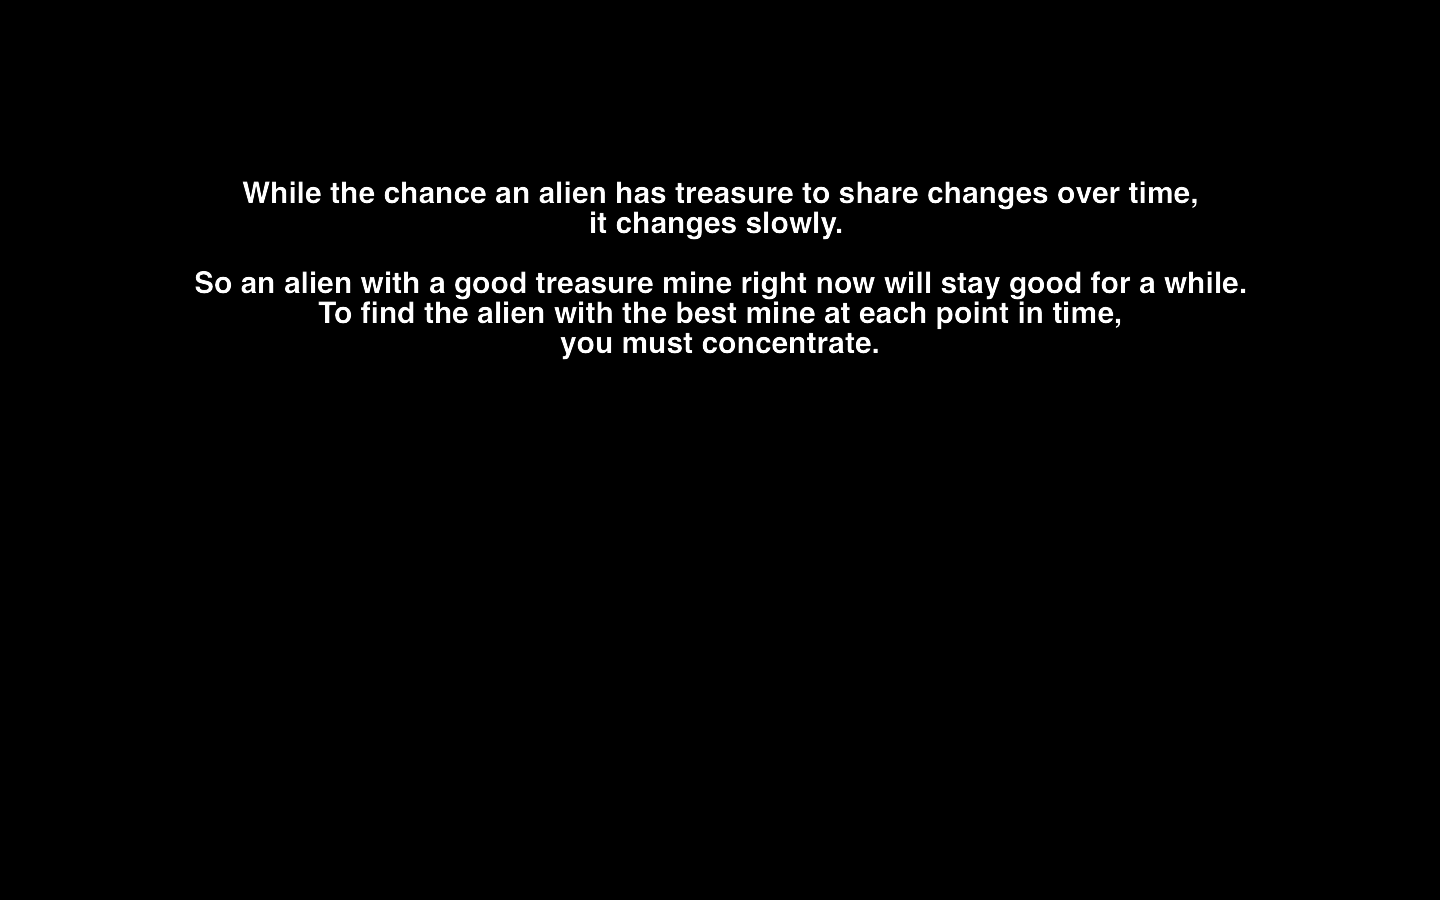 While the chance an alien has treasure to share changes over time,
it changes slowly.
So an alien with a good treasure mine right now will stay good for a while.
To find the alien with the best mine at each point in time,
you must concentrate.